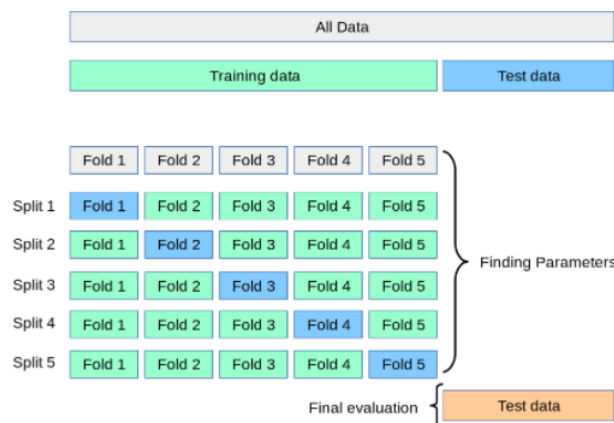 All Data
Training data Test data
Fold 1 Fold 2 Fold 3 Fold 4 Fold 5
Split 1 Fold 1 Fold 2 Fold 3 Fold 4 Fold 5
Split 2 Fold 1 Fold 2 Fold 3 Fold 4 Fold 5
Finding Parameters
Split 3 Fold 1 Fold 2 Fold 3 Fold 4 Fold 5
Split 4 Fold 1 Fold 2 Fold 3 Fold 4 Fold 5
Split 5 Fold 1 Fold 2 Fold 3 Fold 4 Fold 5
Final evaluation Test data